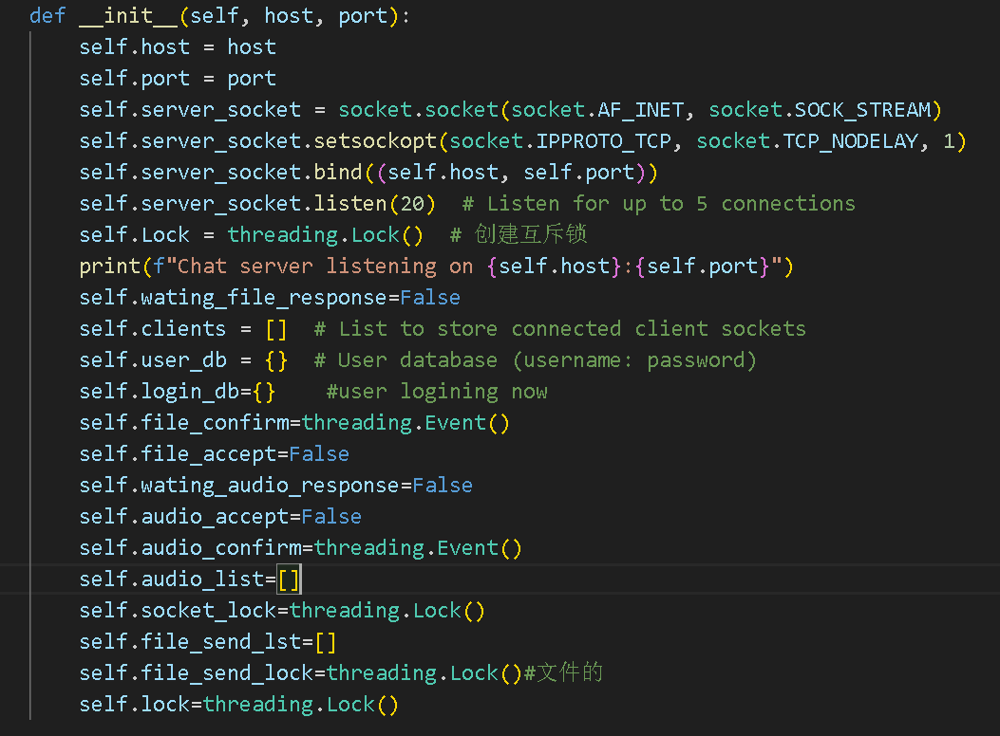 def __init__(self, host, port):
    self.host = host
    self.port = port
    self.server_socket = socket.socket(socket.AF_INET, socket.SOCK_STREAM)
    self.server_socket.setsockopt(socket.IPPROTO_TCP, socket.TCP_NODELAY, 1)
    self.server_socket.bind((self.host, self.port))
    self.server_socket.listen(20)  # Listen for up to 5 connections
    self.Lock = threading.Lock()  # 创建互斥锁
    print(f"Chat server listening on {self.host}:{self.port}")
    self.wating_file_response=False
    self.clients = []  # List to store connected client sockets
    self.user_db = {}  # User database (username: password)
    self.login_db={}    #user logining now
    self.file_confirm=threading.Event()
    self.file_accept=False
    self.wating_audio_response=False
    self.audio_accept=False
    self.audio_confirm=threading.Event()
    self.audio_list=[]
    self.socket_lock=threading.Lock()
    self.file_send_lst=[]
    self.file_send_lock=threading.Lock()#文件的
    self.lock=threading.Lock()